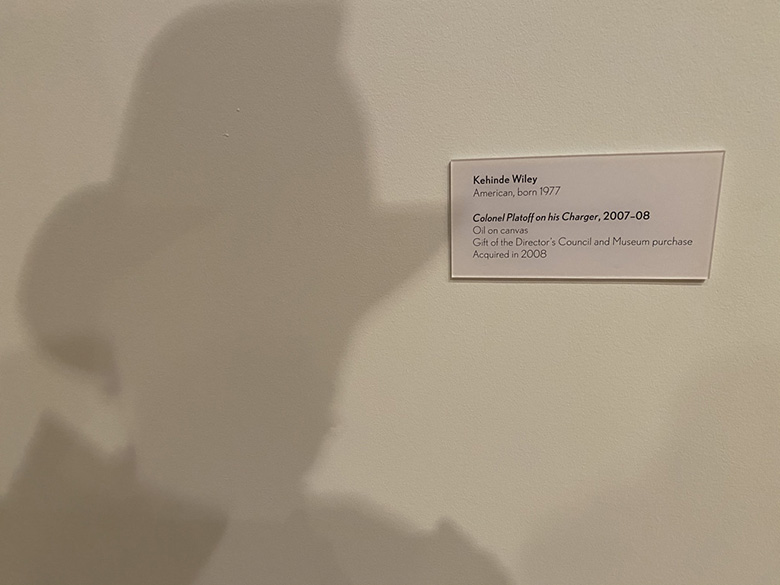 Kehinde Wiley
American, born 1977
Colonel Platoff on his Charger, 2007–08
Oil on canvas
Gift of the Director's Council and Museum purchase
Acquired in 2008